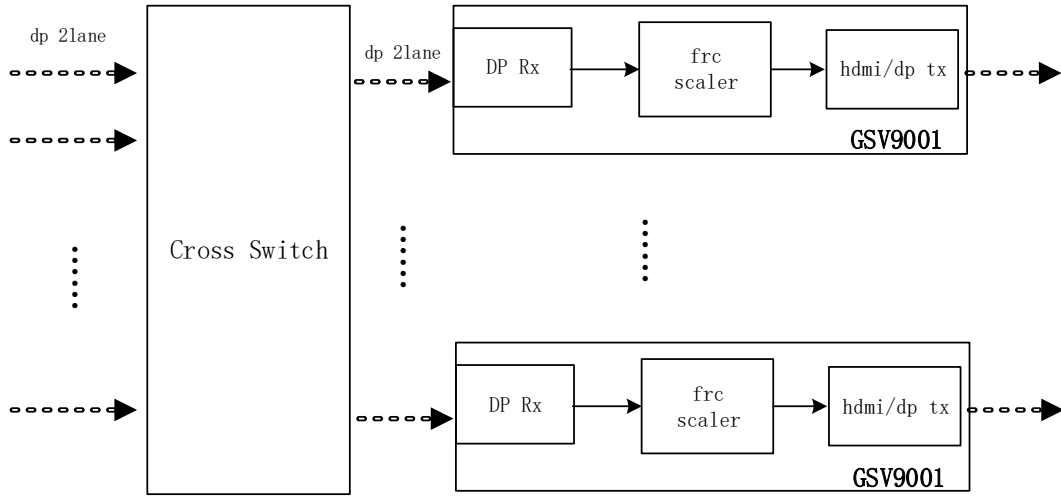 dp 2lane
dp 2lane
DP Rx
frc
scaler
hdmi/dp tx
GSV9001
Cross Switch
DP Rx
frc
scaler
hdmi/dp tx
GSV9001